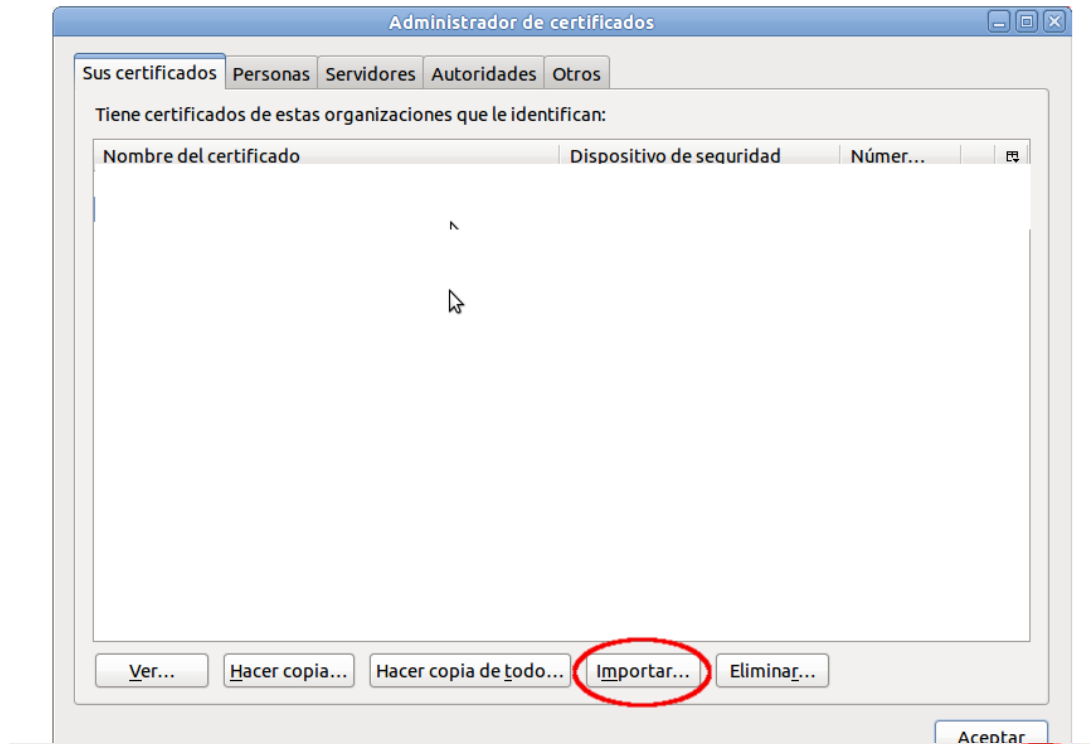 Administrador de certificados
Sus certificados Personas Servidores Autoridades Otros
Tiene certificados de estas organizaciones que le identifican:
Nombre del certificado Dispositivo de seguridad Númer...
Ver... Hacer copia... Hacer copia de todo... Importar... Eliminar...
Aceptar